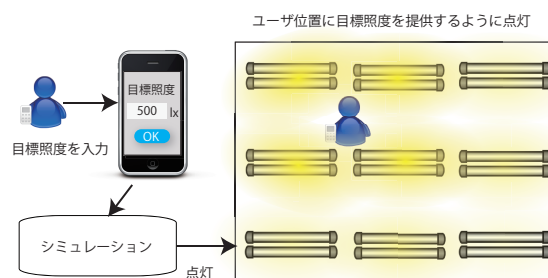 ユーザ位置に目標照度を提供するように点灯
目標照度
500 lx
OK
目標照度を入力
シミュレーション
点灯